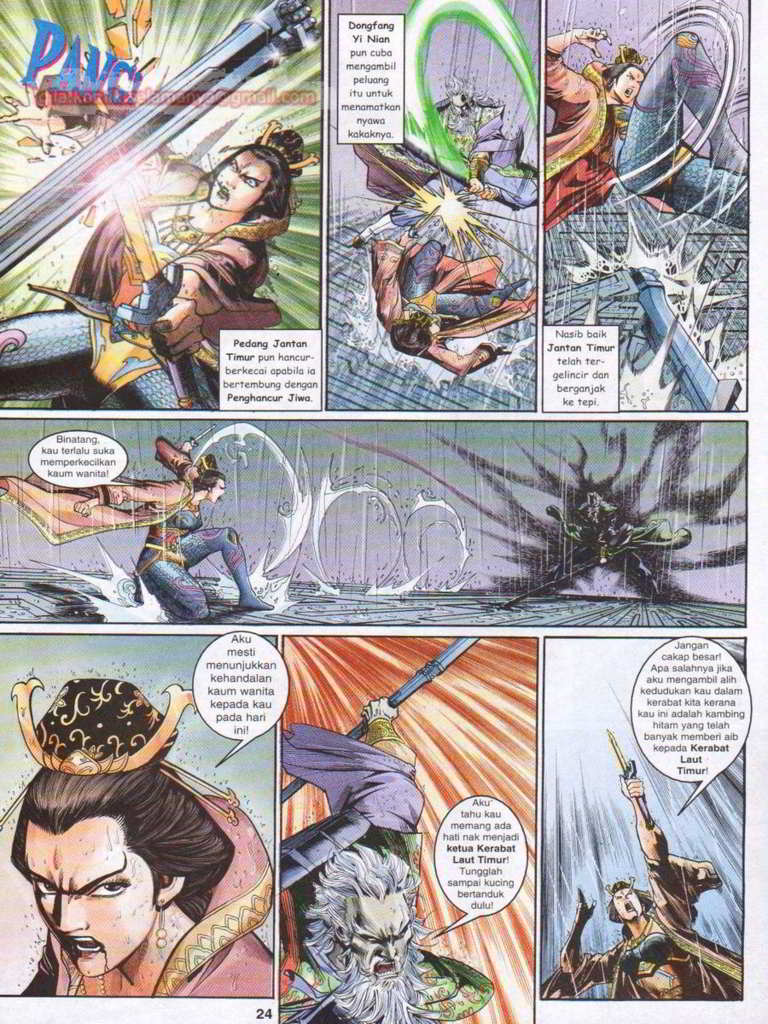 PANG!
Pedang Jantan
Timur pun hancur-
berkecai apabila ia
bertembung dengan
Penghancur Jiwa.
Dongfang
Yi Nian
pun cuba
mengambil
peluang
itu untuk
menamatkan
nyawa
kakaknya.
Nasib baik
Jantan Timur
telah ter-
gelincir dan
berganjak
ke tepi.
Binatang,
kau terlalu suka
memperkecilkan
kaum wanita!
Aku
mesti
menunjukkan
kehandalan
kaum wanita
kepada kau
pada hari
ini!
Aku
tahu kau
memang ada
hati nak menjadi
ketua Kerabat
Laut Timur!
Tungglah
sampai kucing
bertanduk
dulu!
Jangan
cakap besar!
Apa salahnya jika
aku mengambil alih
kedudukan kau dalam
kerabat kita kerana
kau ini adalah kambing
hitam yang telah
banyak memberi aib
kepada Kerabat
Laut
Timur!
24